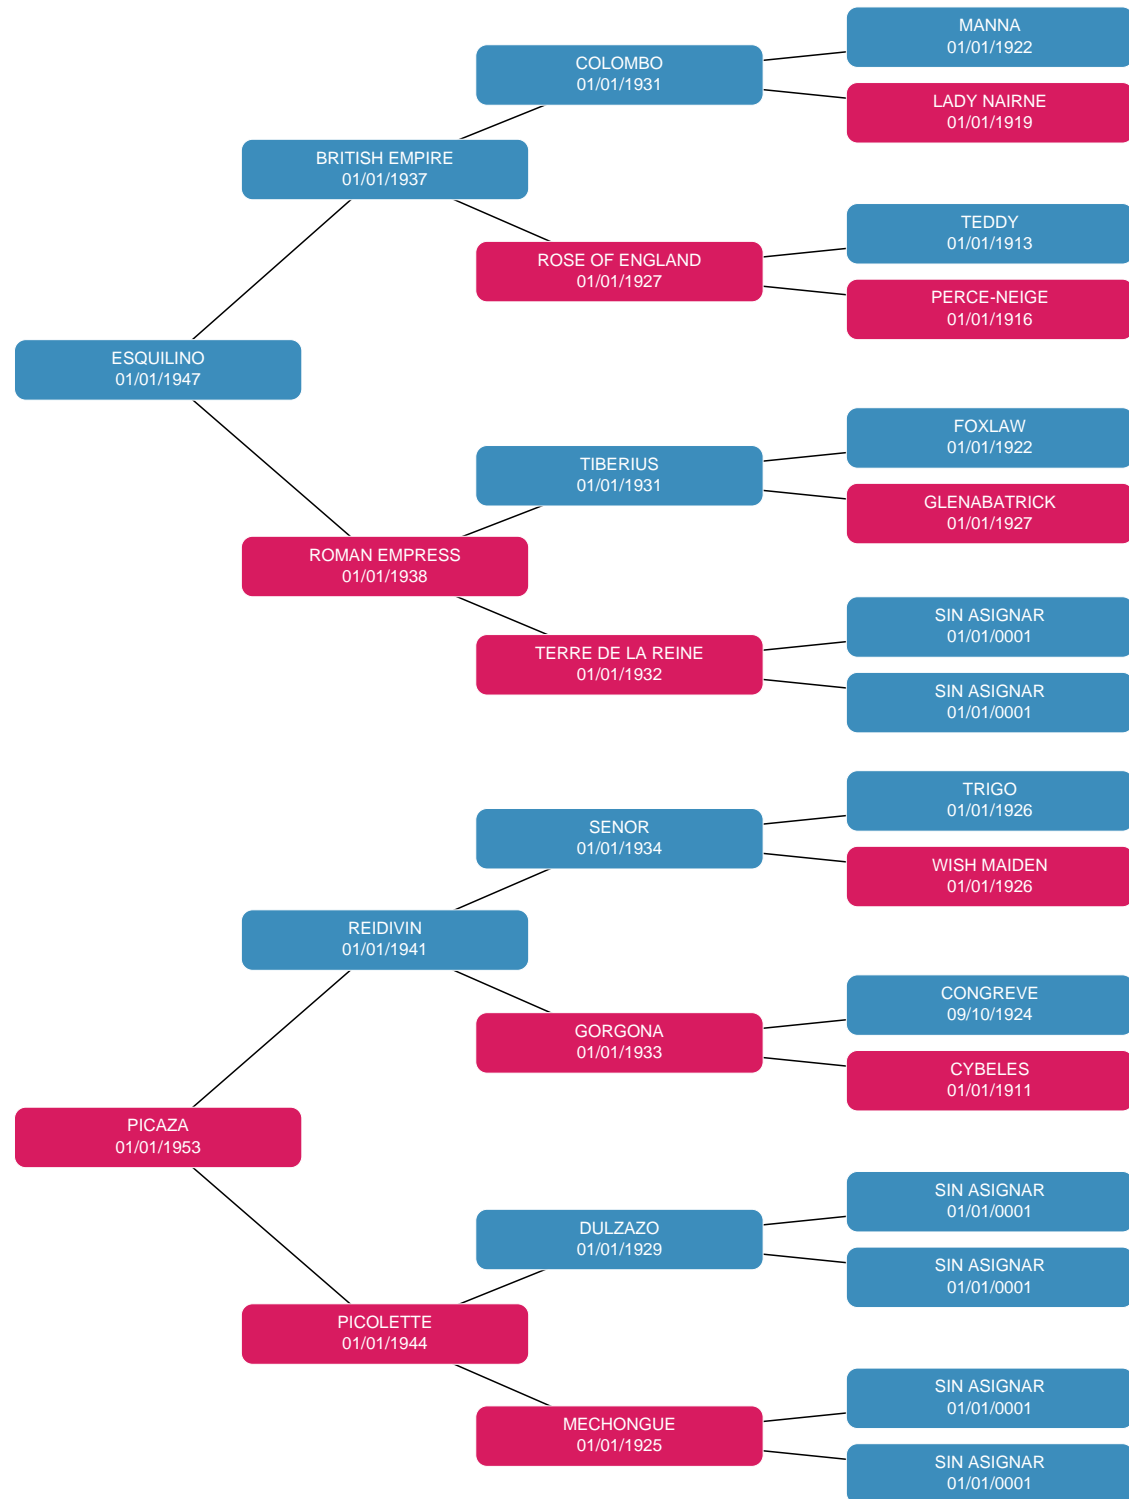 MANNA
01/01/1922
COLOMBO
01/01/1931
LADY NAIRNE
01/01/1919
BRITISH EMPIRE
01/01/1937
TEDDY
01/01/1913
ROSE OF ENGLAND
01/01/1927
PERCE-NEIGE
01/01/1916
ESQUILINO
01/01/1947
FOXLAW
01/01/1922
TIBERIUS
01/01/1931
GLENABATRICK
01/01/1927
ROMAN EMPRESS
01/01/1938
SIN ASIGNAR
01/01/0001
TERRE DE LA REINE
01/01/1932
SIN ASIGNAR
01/01/0001
TRIGO
01/01/1926
SENOR
01/01/1934
WISH MAIDEN
01/01/1926
REIDIVIN
01/01/1941
CONGREVE
09/10/1924
GORGONA
01/01/1933
CYBELES
01/01/1911
PICAZA
01/01/1953
SIN ASIGNAR
01/01/0001
DULZAZO
01/01/1929
SIN ASIGNAR
01/01/0001
PICOLETTE
01/01/1944
SIN ASIGNAR
01/01/0001
MECHONGUE
01/01/1925
SIN ASIGNAR
01/01/0001